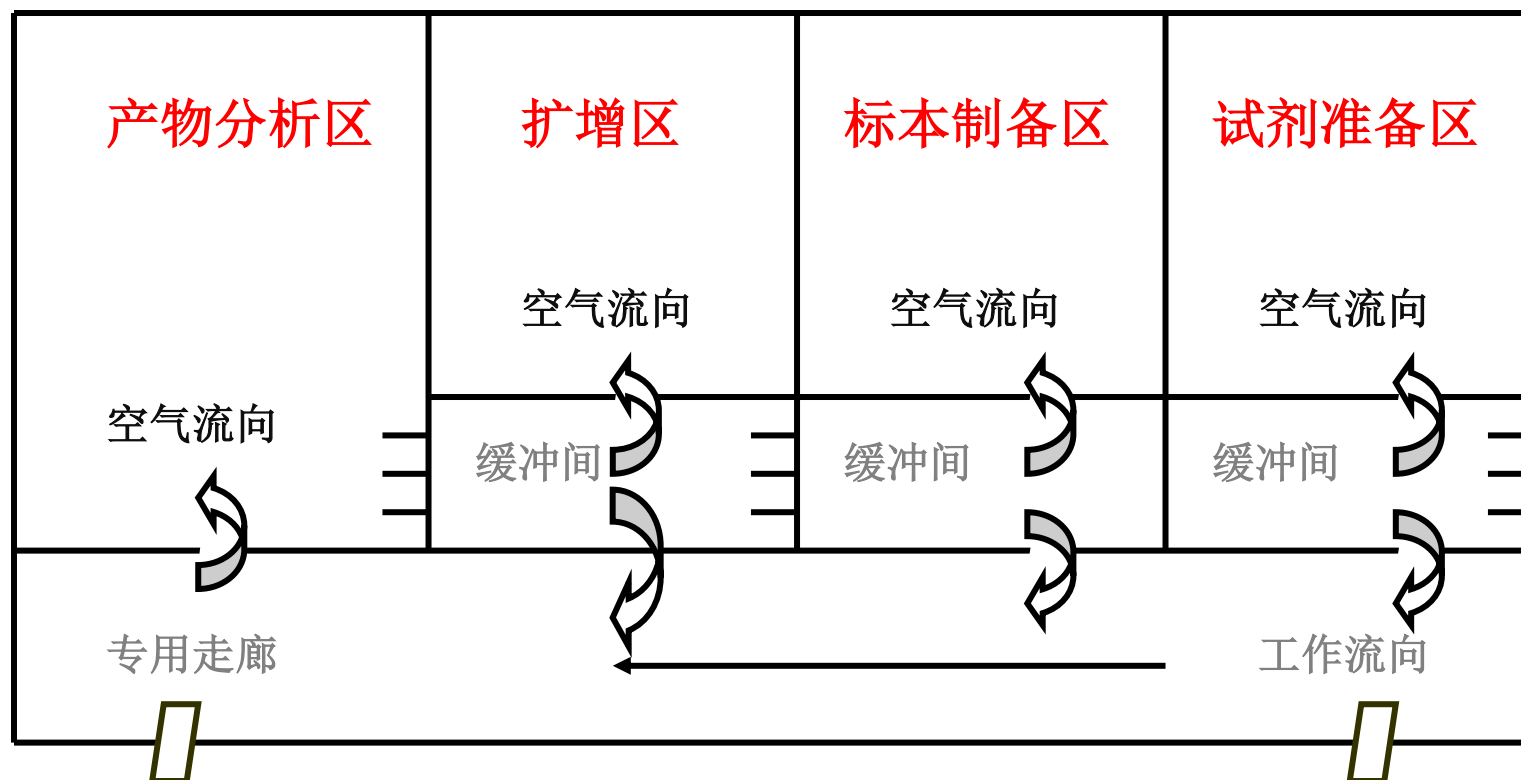 产物分析区
扩增区
标本制备区
试剂准备区
空气流向
空气流向
空气流向
空气流向
缓冲间
缓冲间
缓冲间
专用走廊
工作流向